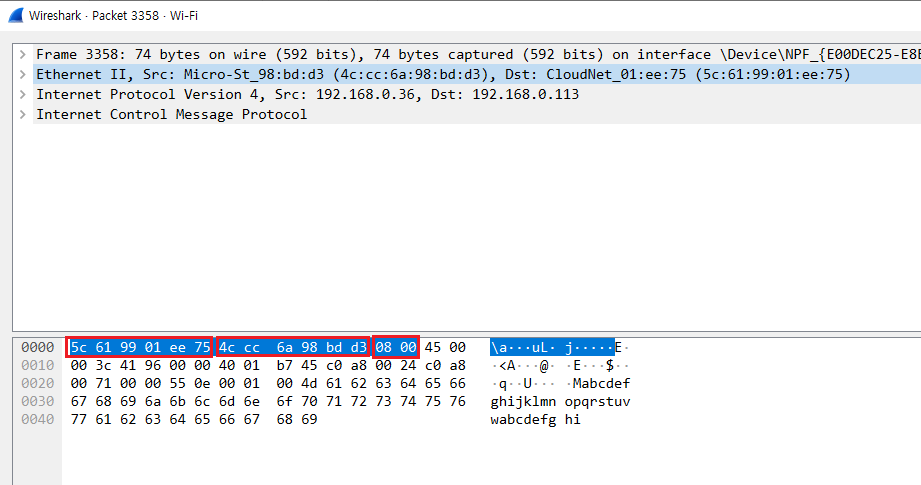 Wireshark · Packet 3358 · Wi-Fi
Frame 3358: 74 bytes on wire (592 bits), 74 bytes captured (592 bits) on interface \Device\NPF_{E00DEC25-E8E
Ethernet II, Src: Micro-St_98:bd:d3 (4c:cc:6a:98:bd:d3), Dst: CloudNet_01:ee:75 (5c:61:99:01:ee:75)
Internet Protocol Version 4, Src: 192.168.0.36, Dst: 192.168.0.113
Internet Control Message Protocol
0000 5c 61 99 01 ee 75 4c cc 6a 98 bd d3 08 00 45 00 \a···uL· j·····E·
0010 00 3c 41 96 00 00 40 01 b7 45 c0 a8 00 24 c0 a8 ·<A···@· ·E···$··
0020 00 71 00 00 55 0e 00 01 00 4d 61 62 63 64 65 66 ·q··U··· ·Mabcdef
0030 67 68 69 6a 6b 6c 6d 6e 6f 70 71 72 73 74 75 76 ghijklmn opqrstuv
0040 77 61 62 63 64 65 66 67 68 69 wabcdefg hi